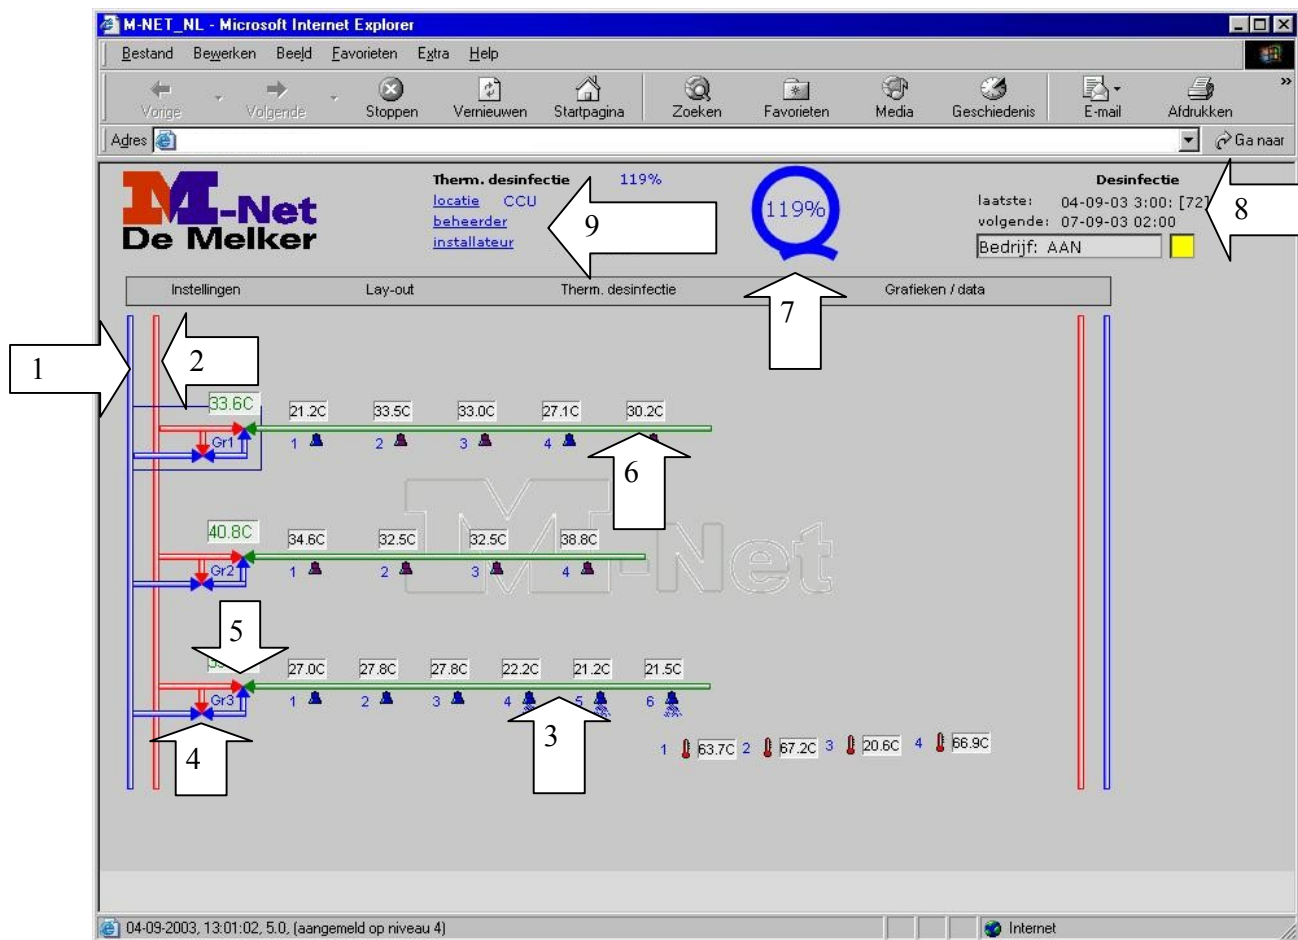 M-NET_NL - Microsoft Internet Explorer
Bestand Bewerken Beeld Favorieten Extra Help
Vorige Volgende Stoppen Vernieuwen Startpagina Zoeken Favorieten Media Geschiedenis E-mail Afdrukken »
Adres Ga naar
M-Net
De Melker
Therm. desinfectie 119%
locatie CCU
beheerder
installateur
9
119%
7
Desinfectie
laatste: 04-09-03 3:00: [72]
volgende: 07-09-03 02:00
Bedrijf: AAN
8
Instellingen Lay-out Therm. desinfectie Grafieken / data
1
2
33.6C 21.2C 33.5C 33.0C 27.1C 30.2C
Gr1 1 2 3 4
6
M-Net
40.8C 34.6C 32.5C 32.5C 38.8C
Gr2 1 2 3 4
5
27.0C 27.8C 27.8C 22.2C 21.2C 21.5C
Gr3 1 2 3 4 5 6
4
3
1 63.7C 2 67.2C 3 20.6C 4 66.9C
04-09-2003, 13:01:02, 5.0, (aangemeld op niveau 4) Internet